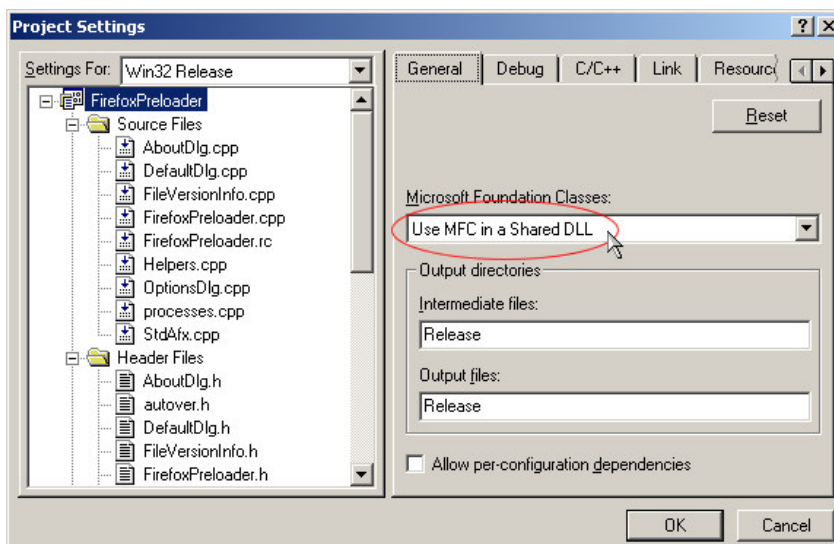 Project Settings
Settings For: Win32 Release
FirefoxPreloader
Source Files
AboutDlg.cpp
DefaultDlg.cpp
FileVersionInfo.cpp
FirefoxPreloader.cpp
FirefoxPreloader.rc
Helpers.cpp
OptionsDlg.cpp
processes.cpp
StdAfx.cpp
Header Files
AboutDlg.h
autover.h
DefaultDlg.h
FileVersionInfo.h
FirefoxPreloader.h
General Debug C/C++ Link Resourc
Reset
Microsoft Foundation Classes:
Use MFC in a Shared DLL
Output directories
Intermediate files:
Release
Output files:
Release
Allow per-configuration dependencies
OK Cancel